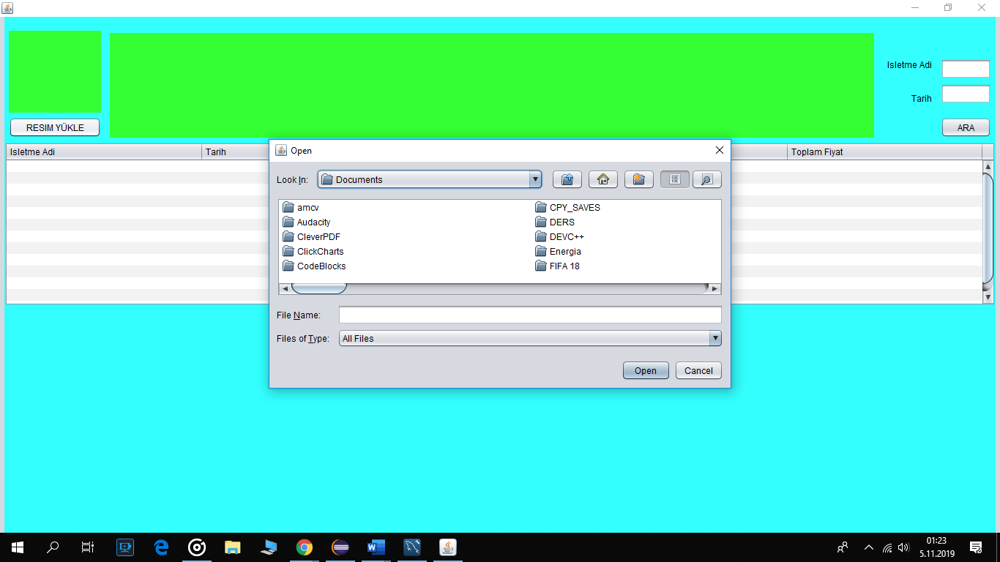 Isletme Adi
Tarih
RESIM YÜKLE
ARA
Isletme Adi
Tarih
Toplam Fiyat
Open
Look In:
Documents
amcv
CPY_SAVES
Audacity
DERS
CleverPDF
DEVC++
ClickCharts
Energia
CodeBlocks
FIFA 18
File Name:
Files of Type:
All Files
Open
Cancel
01:23
5.11.2019